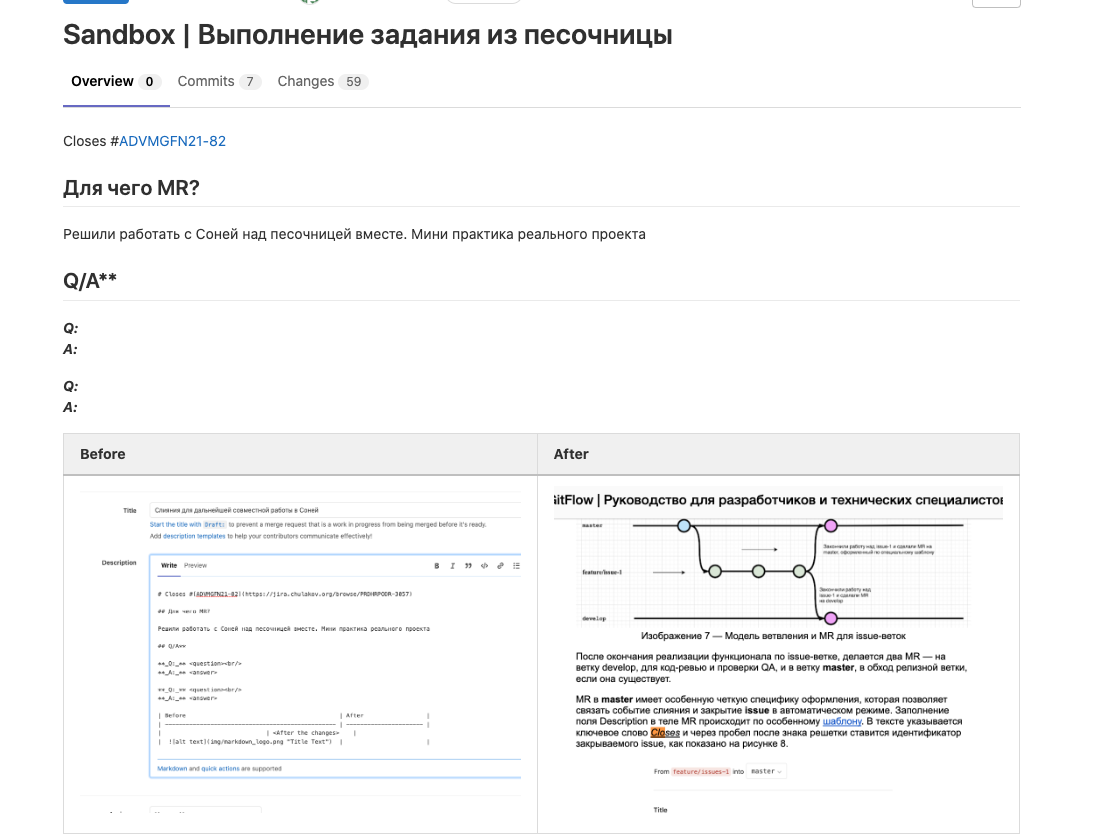 Sandbox | Выполнение задания из песочницы
Overview 0 Commits 7 Changes 59
Closes #ADVMGFN21-82
Для чего MR?
Решили работать с Соней над песочницей вместе. Мини практика реального проекта
Q/A**
Q:
A:
Q:
A:
Before After
Title Слияния для дальнейшей совместной работы в Соней
Start the title with Draft: to prevent a merge request that is a work in progress from being merged before it's ready.
Add description templates to help your contributors communicate effectively!
Description Write Preview
# Closes #[ADVMGFN21-82](https://jira.chulakov.org/browse/PRDHRPODR-3057)
## Для чего MR?
Решили работать с Соней над песочницей вместе. Мини практика реального проекта
## Q/A**
**_Q:_** <question><br/>
**_A:_** <answer>
**_Q:_** <question><br/>
**_A:_** <answer>
| Before | After |
| | <After the changes> |
| ![alt text](img/markdown_logo.png "Title Text") | |
Markdown and quick actions are supported
GitFlow | Руководство для разработчиков и технических специалистов
master
Закончили работу над issue-1 и сделали MR на
master, оформленный по специальному шаблону
feature/issue-1
Закончили работу над
issue-1 и сделали MR
на develop
develop
Изображение 7 — Модель ветвления и MR для issue-веток
После окончания реализации функционала по issue-ветке, делается два MR — на
ветку develop, для код-ревью и проверки QA, и в ветку master, в обход релизной ветки,
если она существует.
MR в master имеет особенную четкую специфику оформления, которая позволяет
связать событие слияния и закрытие issue в автоматическом режиме. Заполнение
поля Description в теле MR происходит по особенному шаблону. В тексте указывается
ключевое слово Closes и через пробел после знака решетки ставится идентификатор
закрываемого issue, как показано на рисунке 8.
From feature/issues-1 into master
Title